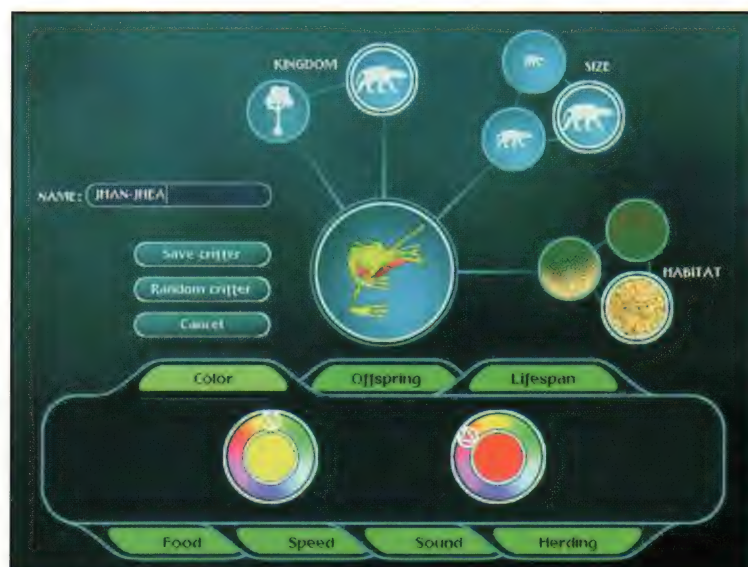 KINGDOM
SIZE
NAME: JHAN-JHEA
Save critter
Random critter
Cancel
HABITAT
Color Offspring Lifespan
Food Speed Sound Herding